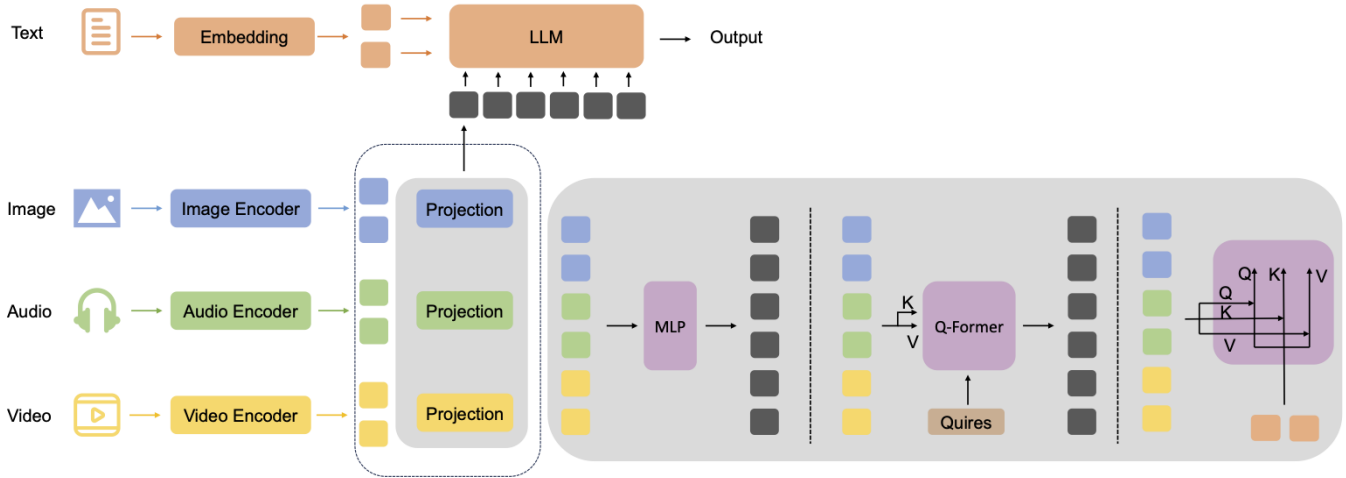 Text
Embedding
LLM
Output
Image
Image Encoder
Projection
Audio
Audio Encoder
Projection
Video
Video Encoder
Projection
MLP
K
V
Q-Former
Quires
Q
K
V
Q
K
V